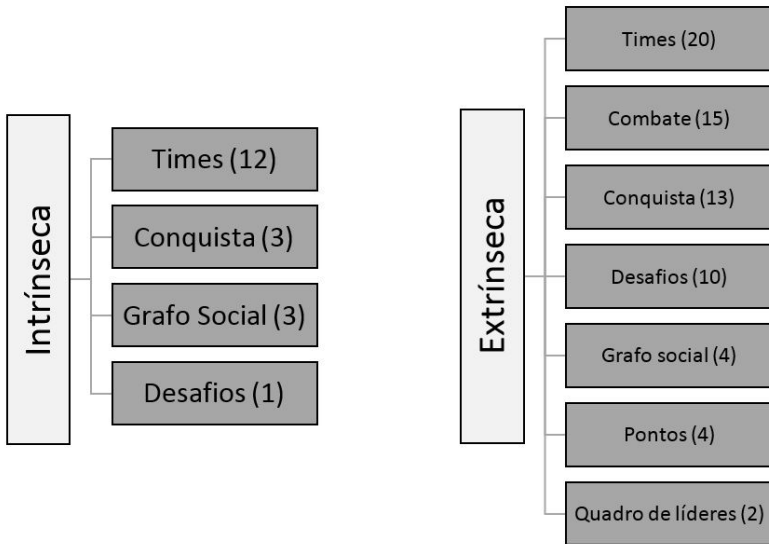 Intrínseca
Times (12)
Conquista (3)
Grafo Social (3)
Desafios (1)
Extrínseca
Times (20)
Combate (15)
Conquista (13)
Desafios (10)
Grafo social (4)
Pontos (4)
Quadro de líderes (2)